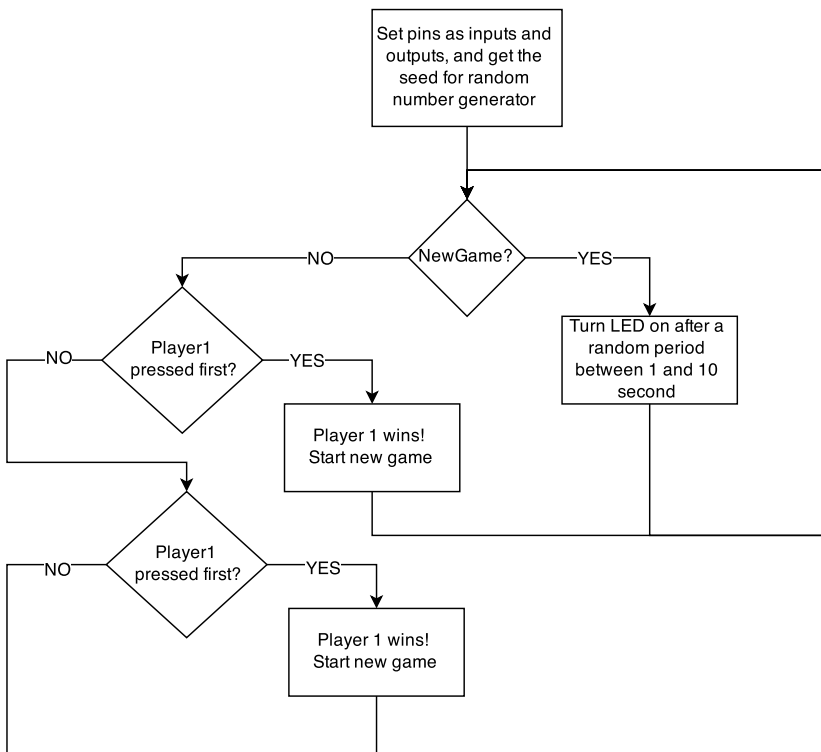 Set pins as inputs and
outputs, and get the
seed for random
number generator
NewGame?
NO
YES
Turn LED on after a
random period
between 1 and 10
second
Player1
pressed first?
NO
YES
Player 1 wins!
Start new game
Player1
pressed first?
NO
YES
Player 1 wins!
Start new game